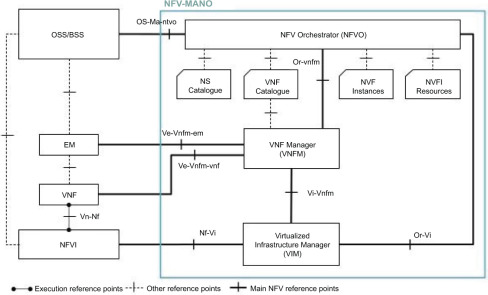 NFV-MANO
OS-Ma-ntvo
OSS/BSS
NFV Orchestrator (NFVO)
Or-vnfm
NS
Catalogue
VNF
Catalogue
NVF
Instances
NVFI
Resources
Ve-Vnfm-em
EM
VNF Manager
(VNFM)
Ve-Vnfm-vnf
VNF
Vi-Vnfm
Vn-Nf
NFVI
Nf-Vi
Virtualized
Infrastructure Manager
(VIM)
Or-Vi
Execution reference points
Other reference points
Main NFV reference points